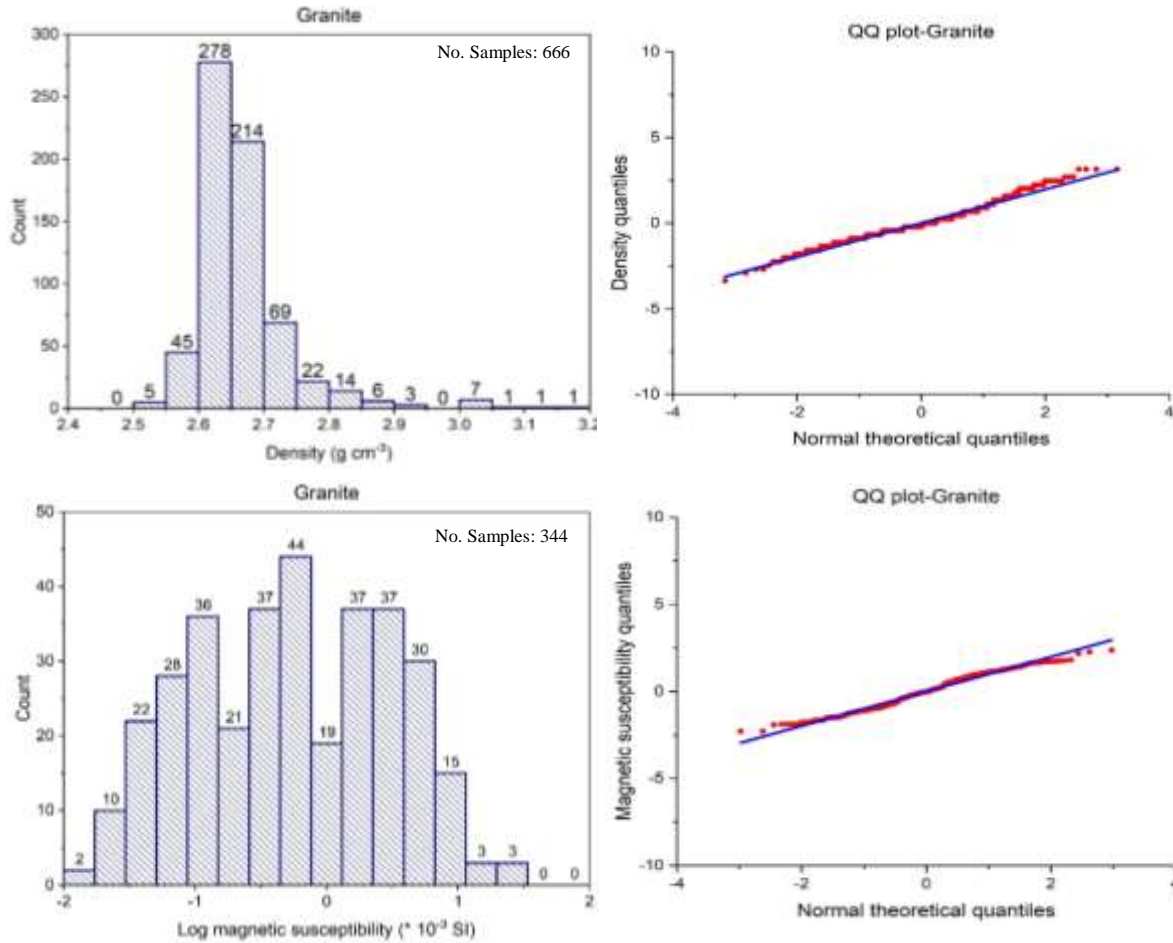 Granite
No. Samples: 666
300
250
200
150
100
50
0
Count
0 5 45 278 214 69 22 14 6 3 0 7 1 1 1
2.4 2.5 2.6 2.7 2.8 2.9 3.0 3.1 3.2
Density (g cm⁻³)
QQ plot-Granite
10
5
0
-5
-10
Density quantiles
-4 -2 0 2 4
Normal theoretical quantiles
Granite
No. Samples: 344
50
40
30
20
10
0
Count
2 10 22 28 36 21 37 44 19 37 37 30 15 3 3 0 0
-2 -1 0 1 2
Log magnetic susceptibility (* 10⁻³ SI)
QQ plot-Granite
10
5
0
-5
-10
Magnetic susceptibility quantiles
-4 -2 0 2 4
Normal theoretical quantiles